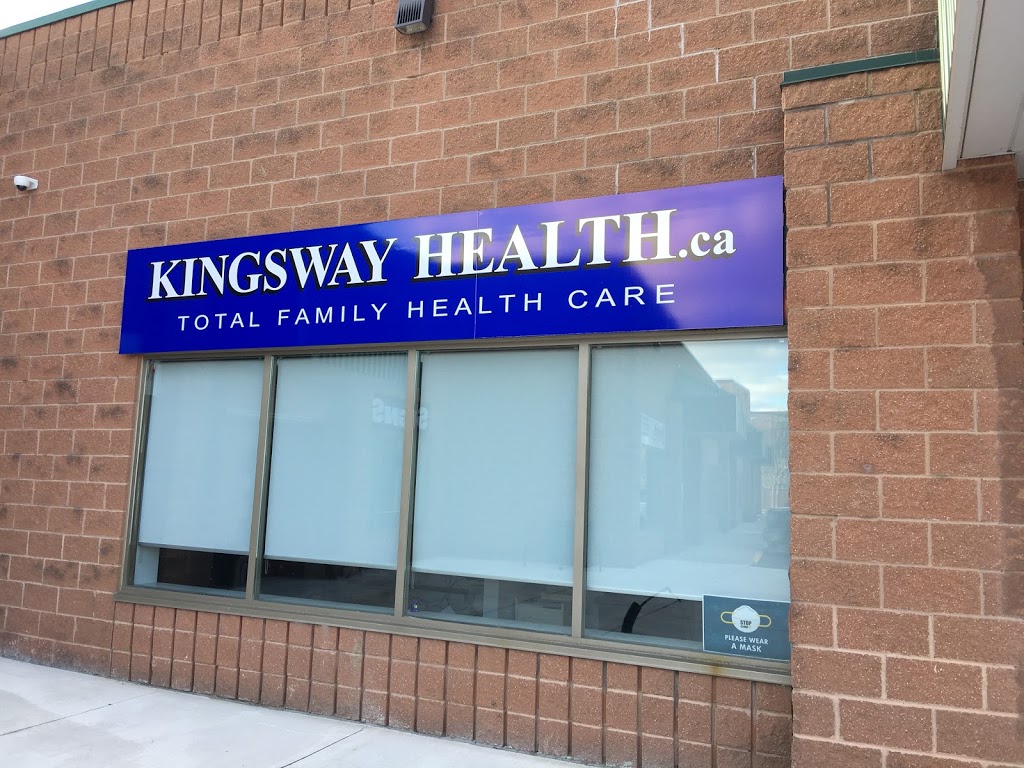 KINGSWAY HEALTH.ca
TOTAL FAMILY HEALTH CARE
STOP
PLEASE WEAR
A MASK